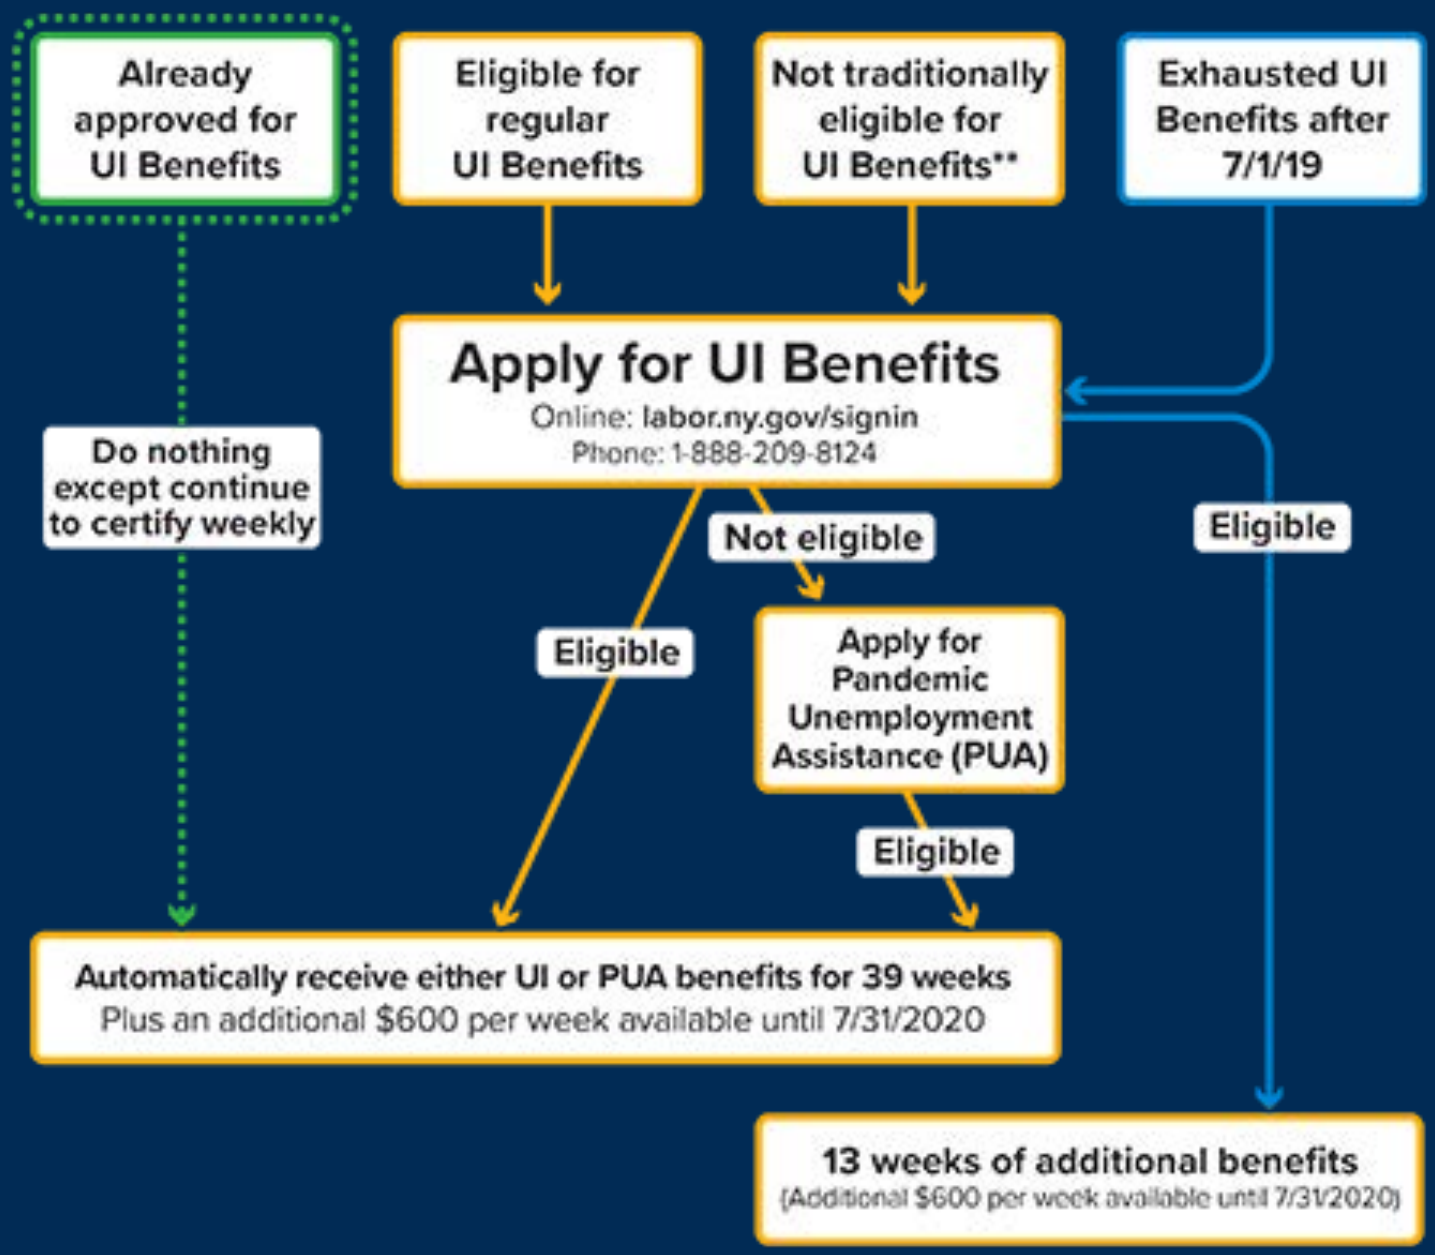 Already
approved for
UI Benefits
Eligible for
regular
UI Benefits
Not traditionally
eligible for
UI Benefits**
Exhausted UI
Benefits after
7/1/19
Apply for UI Benefits
Online: labor.ny.gov/signin
Phone: 1-888-209-8124
Do nothing
except continue
to certify weekly
Not eligible
Eligible
Eligible
Apply for
Pandemic
Unemployment
Assistance (PUA)
Eligible
Automatically receive either UI or PUA benefits for 39 weeks
Plus an additional $600 per week available until 7/31/2020
13 weeks of additional benefits
(Additional $600 per week available until 7/31/2020)